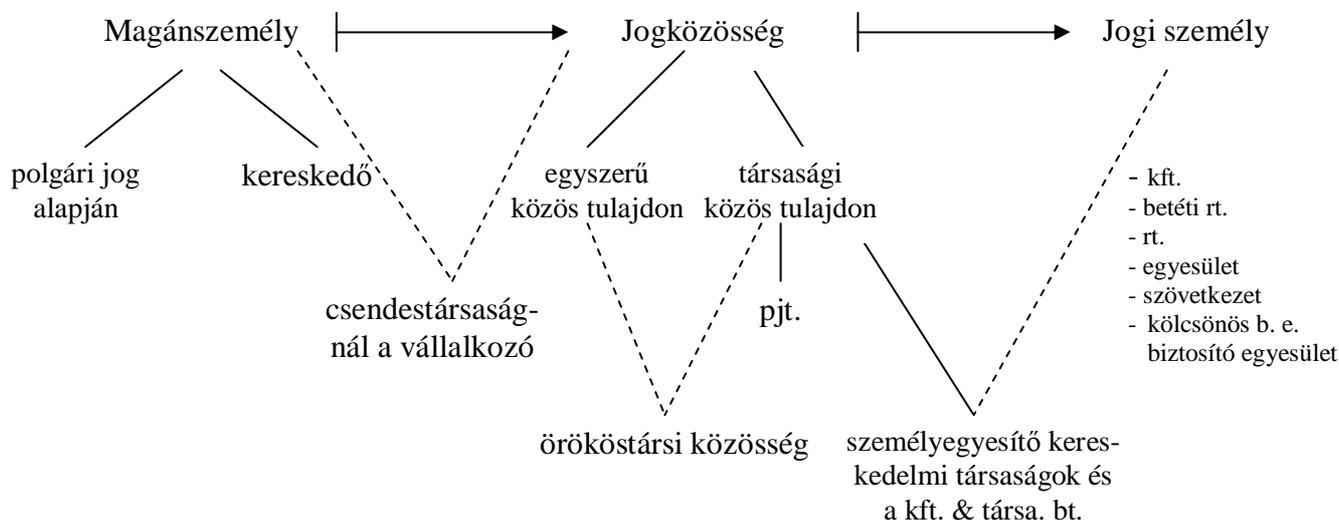 Magánszemély
Jogközösség
Jogi személy
polgári jog
alapján
kereskedő
egyszerű
közös tulajdon
társasági
közös tulajdon
- kft.
- betéti rt.
- rt.
- egyesület
- szövetkezet
- kölcsönös b. e.
biztosító egyesület
csendestársaság-
nál a vállalkozó
pjt.
örököstársi közösség
személyegyesítő keres-
kedelmi társaságok és
a kft. & társa. bt.